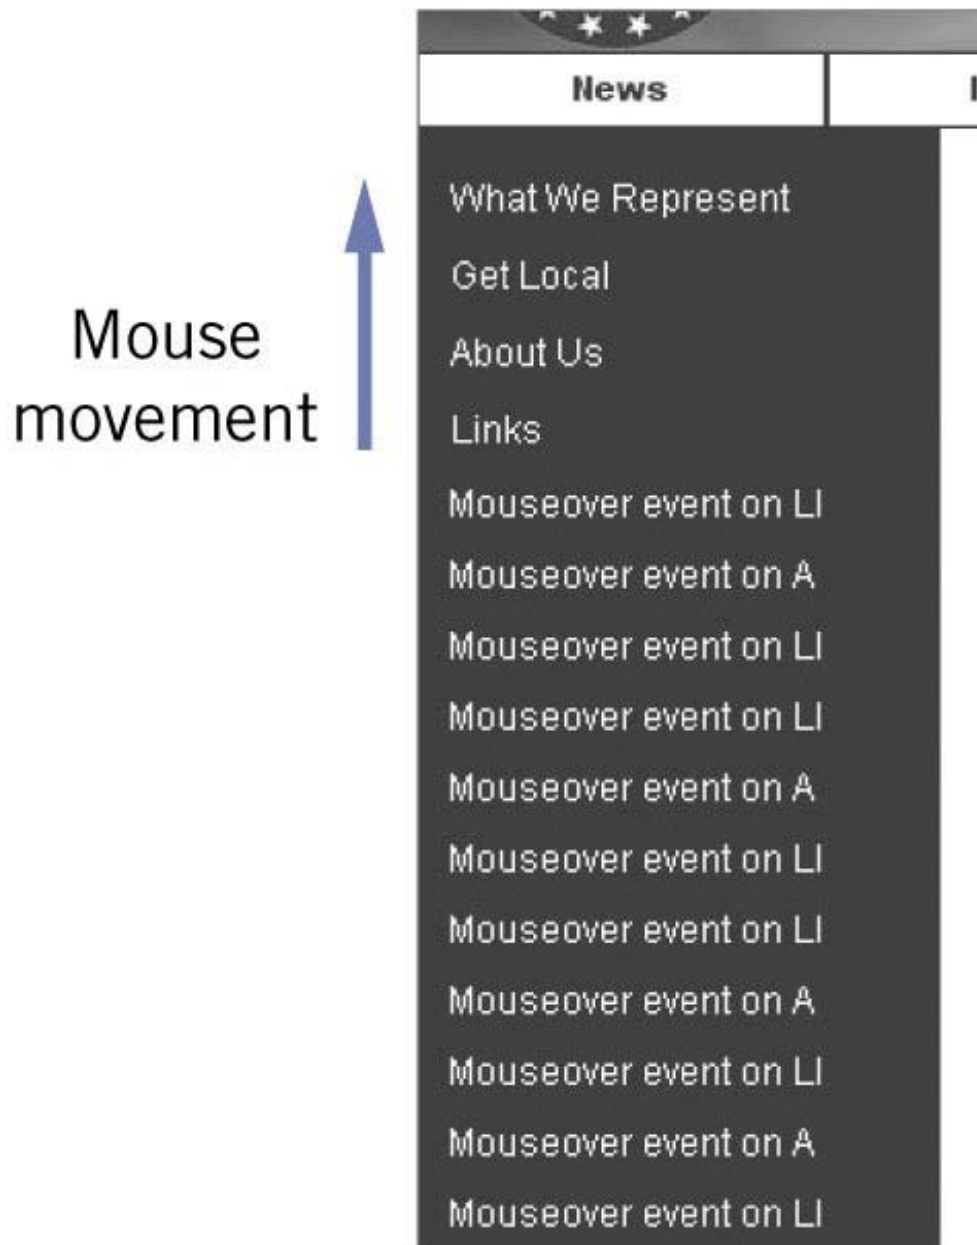 News
What We Represent
Get Local
About Us
Links
Mouse
movement
Mouseover event on LI
Mouseover event on A
Mouseover event on LI
Mouseover event on LI
Mouseover event on A
Mouseover event on LI
Mouseover event on LI
Mouseover event on A
Mouseover event on LI
Mouseover event on A
Mouseover event on LI